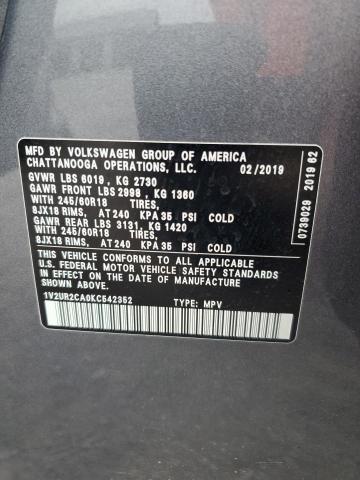 MFD BY VOLKSWAGEN GROUP OF AMERICA
CHATTANOOGA OPERATIONS, LLC. 02/2019
GVWR LBS 6019, KG 2730
GAWR FRONT LBS 2998, KG 1360
WITH 245/60R18 TIRES,
8JX18 RIMS, AT 240 KPA 35 PSI COLD
GAWR REAR LBS 3131, KG 1420
WITH 245/60R18 TIRES,
8JX18 RIMS, AT 240 KPA 35 PSI COLD
THIS VEHICLE CONFORMS TO ALL APPLICABLE
U.S. FEDERAL MOTOR VEHICLE SAFETY STANDARDS
IN EFFECT ON THE DATE OF MANUFACTURE
SHOWN ABOVE.
1V2UR2CA0KC542352 TYPE: MPV
0739029 2019 62